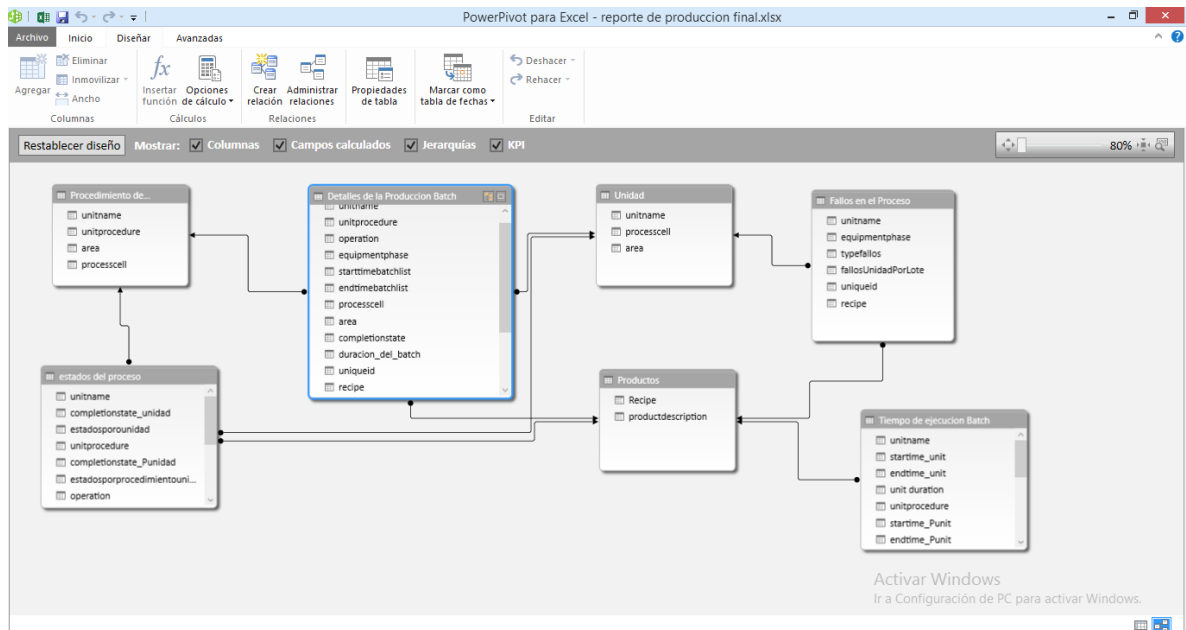 PowerPivot para Excel - reporte de produccion final.xlsx
Archivo Inicio Diseñar Avanzadas
Agregar
Eliminar
Inmovilizar
Ancho
Columnas
fx
Insertar función
Opciones de cálculo
Cálculos
Crear relación
Administrar relaciones
Relaciones
Propiedades de tabla
Marcar como tabla de fechas
Deshacer
Rehacer
Editar
Restablecer diseño Mostrar: Columnas Campos calculados Jerarquías KPI 80%
Procedimiento de...
unitname
unitprocedure
area
processcell
Detalles de la Produccion Batch
unitname
unitprocedure
operation
equipmentphase
starttimebatchlist
endtimebatchlist
processcell
area
completionstate
duracion_del_batch
uniqueid
recipe
Unidad
unitname
processcell
area
Fallos en el Proceso
unitname
equipmentphase
typefallos
fallosUnidadPorLote
uniqueid
recipe
estados del proceso
unitname
completionstate_unidad
estadosporounidad
unitprocedure
completionstate_Punidad
estadosporprocedimientouni...
operation
Productos
Recipe
productdescription
Tiempo de ejecucion Batch
unitname
startime_unit
endtime_unit
unit duration
unitprocedure
startime_Punit
endtime_Punit
Activar Windows
Ir a Configuración de PC para activar Windows.